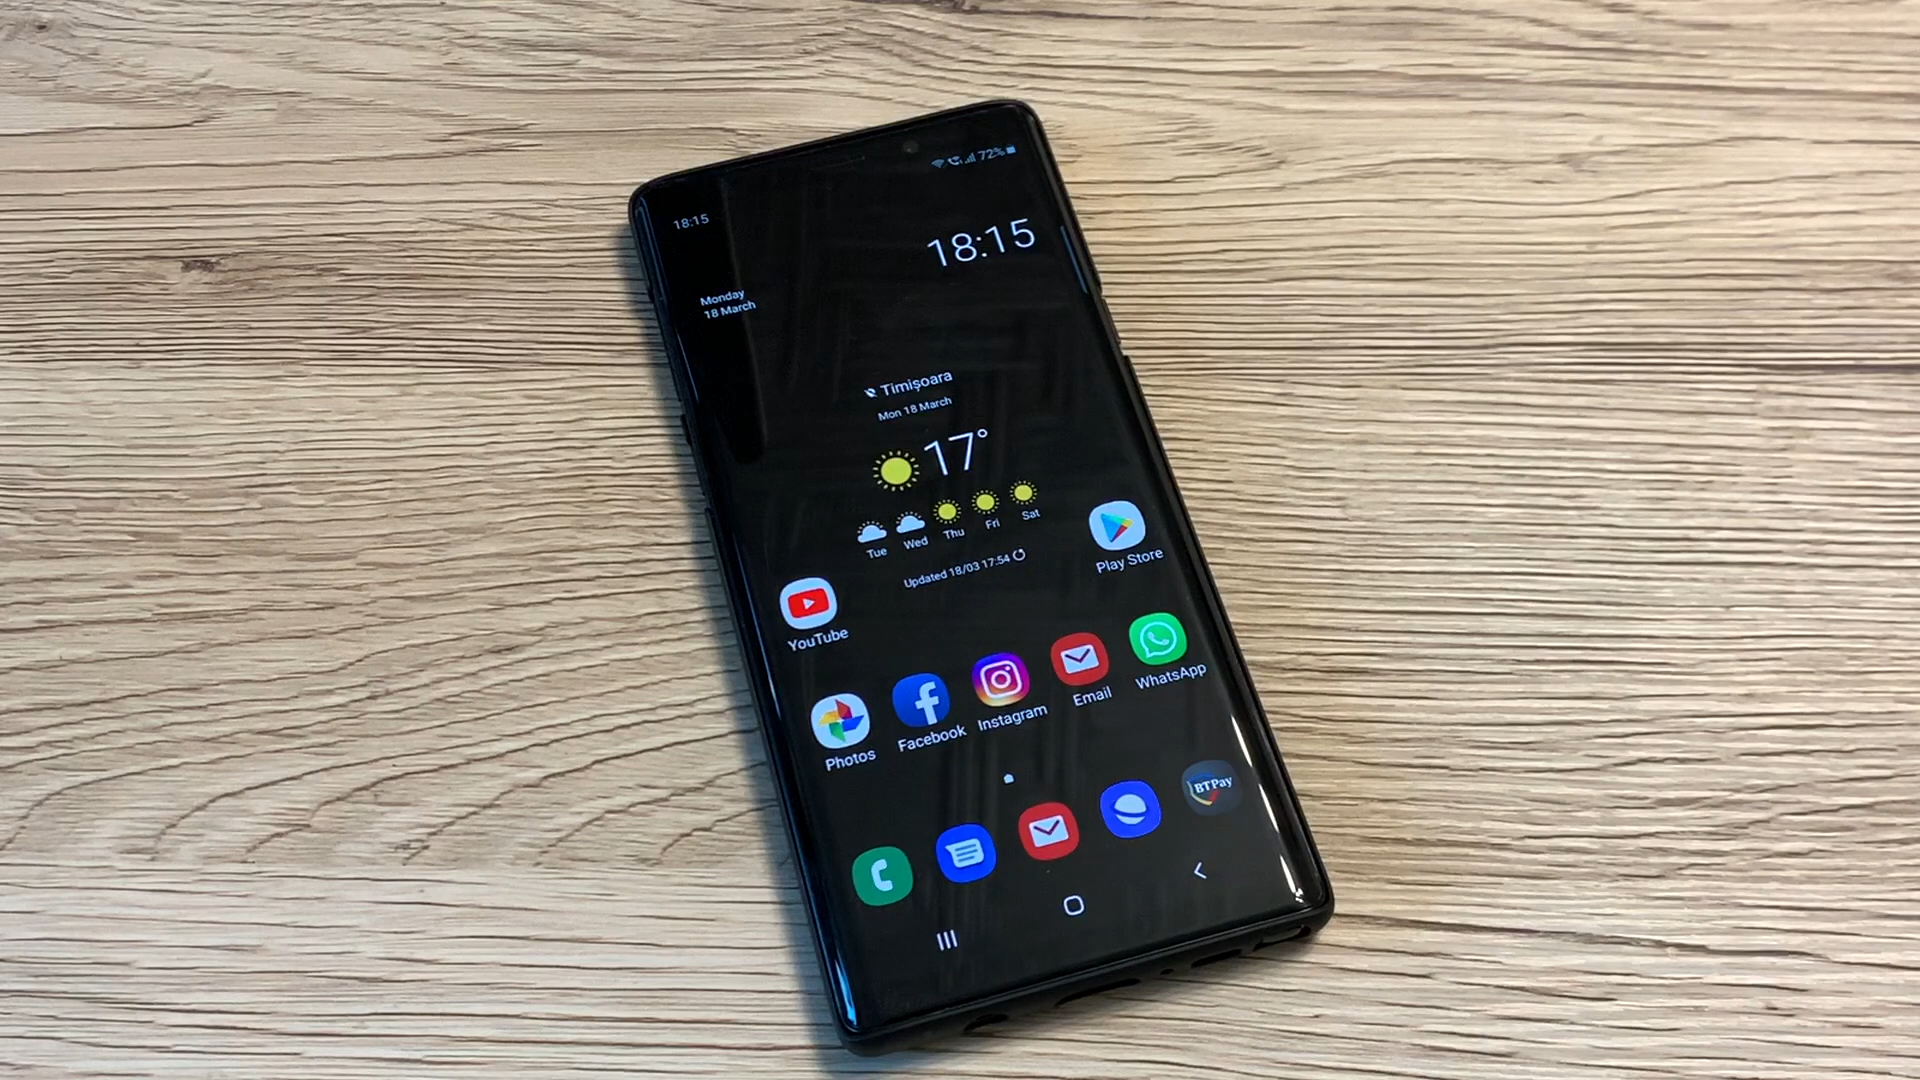 72%
18:15
18:15
Monday
18 March
Timișoara
Mon 18 March
17°
Tue Wed Thu Fri Sat
Updated 18/03 17:54
Play Store
YouTube
Photos Facebook Instagram Email WhatsApp
BTPay